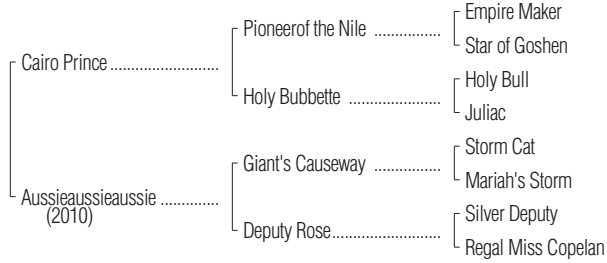 Empire Maker
Pioneerof the Nile ...................
Star of Goshen
Cairo Prince ..........................
Holy Bull
Holy Bubbette ......................
Juliac
Storm Cat
Giant's Causeway ................
Mariah's Storm
Aussieaussieaussie ..............
(2010)
Silver Deputy
Deputy Rose..........................
Regal Miss Copelan